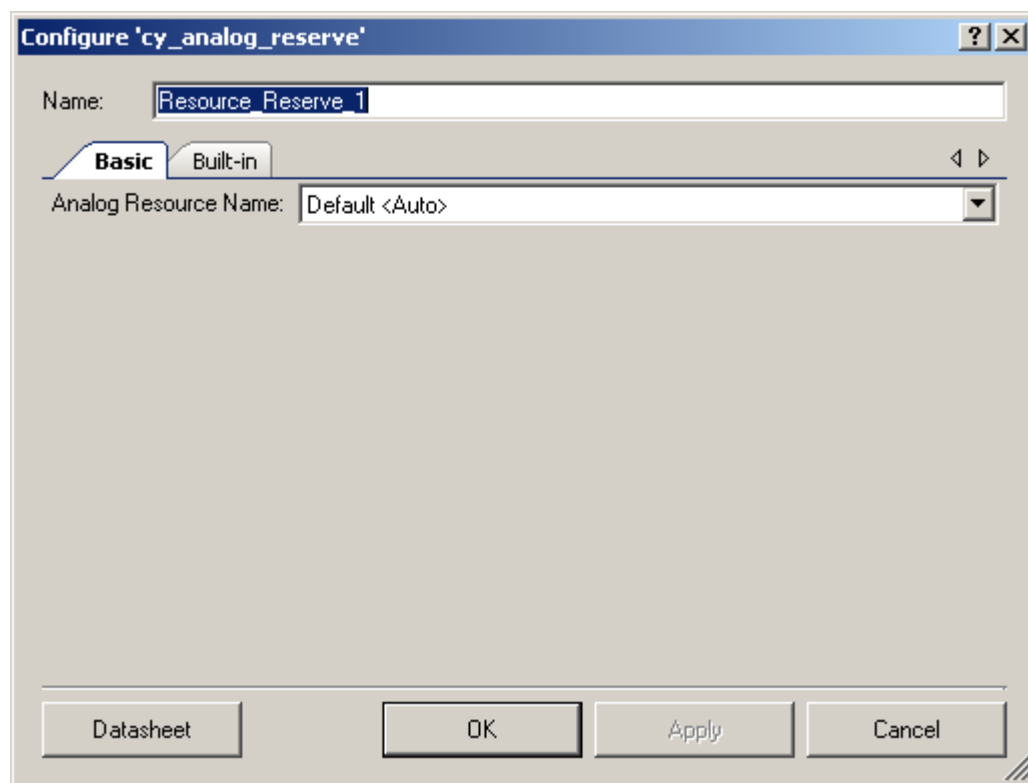 Configure 'cy_analog_reserve'
Name: Resource_Reserve_1
Basic Built-in
Analog Resource Name: Default <Auto>
Datasheet OK Apply Cancel